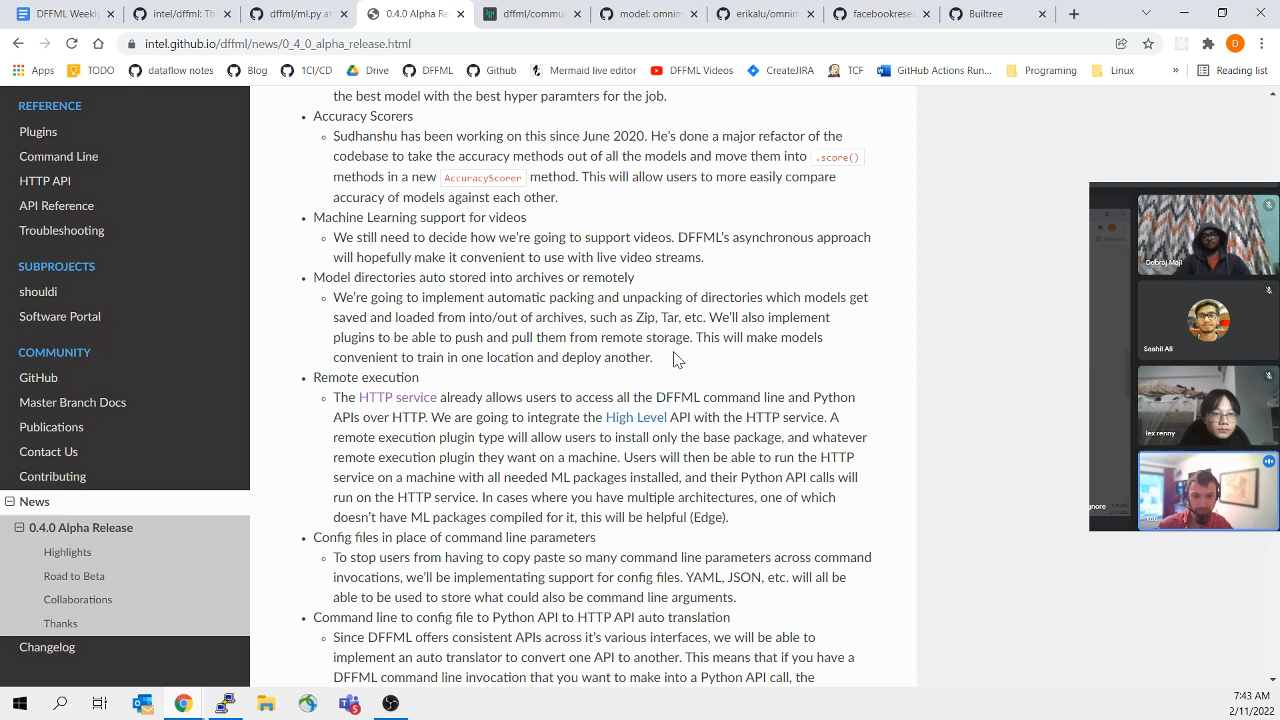 DFFML Weekly
intel/dffml: The
dffml/ml.py at
0.4.0 Alpha Re
dffml/commu
model: omnim
erikalu/omnim
facebookresea
Builtree
intel.github.io/dffml/news/0_4_0_alpha_release.html
Apps
TODO
dataflow notes
Blog
1CI/CD
Drive
DFFML
Github
Mermaid live editor
DFFML Videos
CreateJIRA
TCF
GitHub Actions Run...
Programing
Linux
»
Reading list
REFERENCE
Plugins
Command Line
HTTP API
API Reference
Troubleshooting
SUBPROJECTS
shouldi
Software Portal
COMMUNITY
GitHub
Master Branch Docs
Publications
Contact Us
Contributing
News
0.4.0 Alpha Release
Highlights
Road to Beta
Collaborations
Thanks
Changelog
the best model with the best hyper paramters for the job.
Accuracy Scorers
Sudhanshu has been working on this since June 2020. He's done a major refactor of the
codebase to take the accuracy methods out of all the models and move them into .score()
methods in a new AccuracyScorer method. This will allow users to more easily compare
accuracy of models against each other.
Machine Learning support for videos
We still need to decide how we're going to support videos. DFFML's asynchronous approach
will hopefully make it convenient to use with live video streams.
Model directories auto stored into archives or remotely
We're going to implement automatic packing and unpacking of directories which models get
saved and loaded from into/out of archives, such as Zip, Tar, etc. We'll also implement
plugins to be able to push and pull them from remote storage. This will make models
convenient to train in one location and deploy another.
Remote execution
The HTTP service already allows users to access all the DFFML command line and Python
APIs over HTTP. We are going to integrate the High Level API with the HTTP service. A
remote execution plugin type will allow users to install only the base package, and whatever
remote execution plugin they want on a machine. Users will then be able to run the HTTP
service on a machine with all needed ML packages installed, and their Python API calls will
run on the HTTP service. In cases where you have multiple architectures, one of which
doesn't have ML packages compiled for it, this will be helpful (Edge).
Config files in place of command line parameters
To stop users from having to copy paste so many command line parameters across command
invocations, we'll be implementating support for config files. YAML, JSON, etc. will all be
able to be used to store what could also be command line arguments.
Command line to config file to Python API to HTTP API auto translation
Since DFFML offers consistent APIs across it's various interfaces, we will be able to
implement an auto translator to convert one API to another. This means that if you have a
DFFML command line invocation that you want to make into a Python API call, the
Debraj Maji
Saahil Ali
lex renny
You
D
5
7:43 AM
2/11/2022